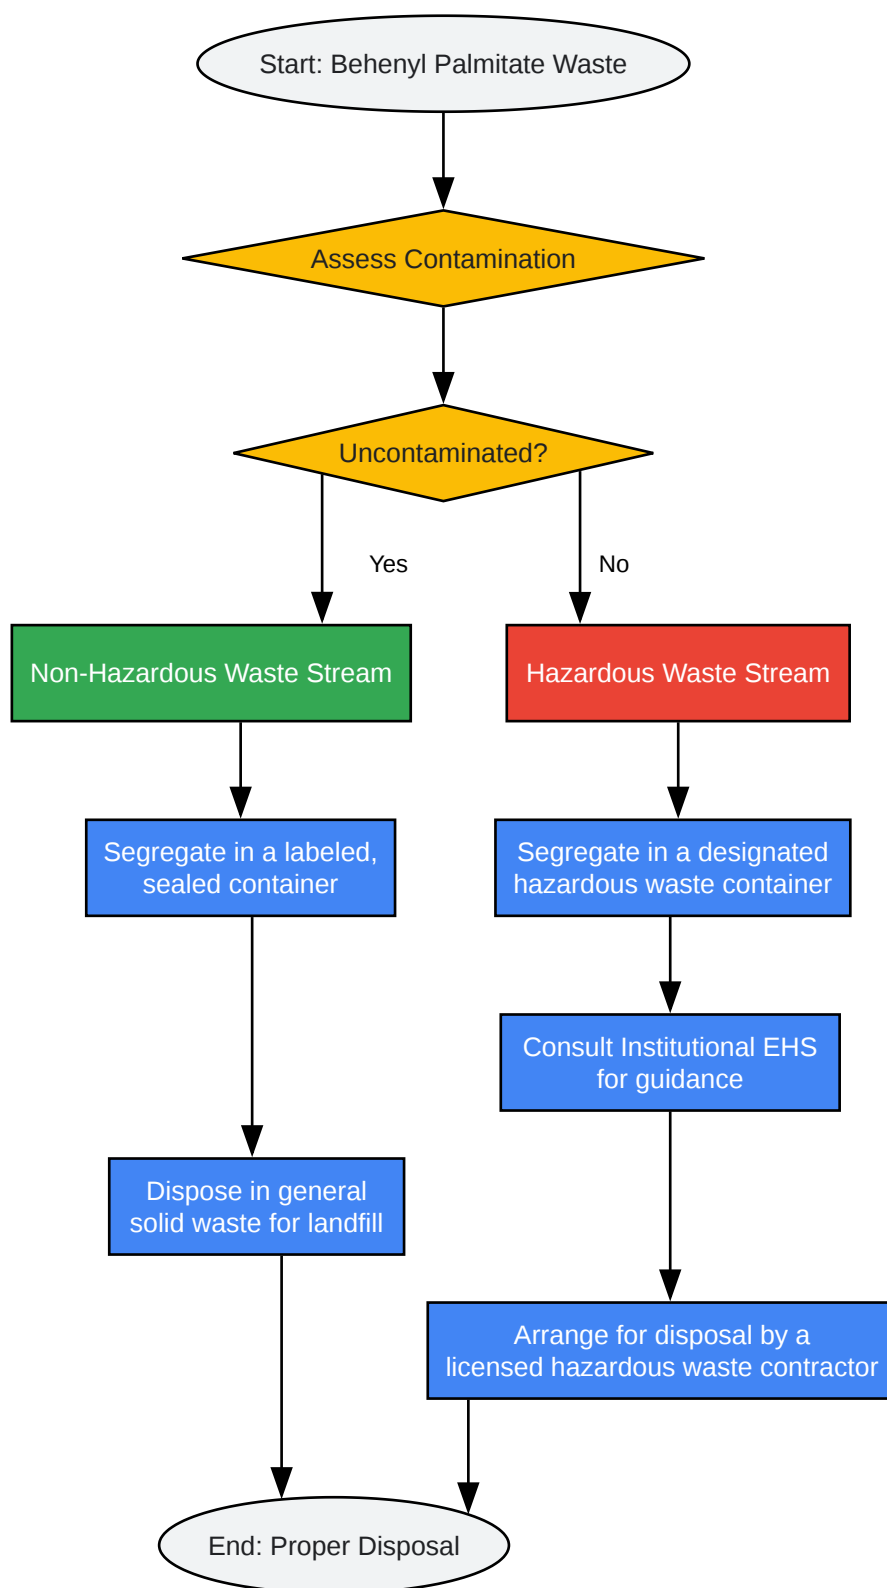 Start: Behenyl Palmitate Waste
Assess Contamination
Uncontaminated?
Yes
No
Non-Hazardous Waste Stream
Hazardous Waste Stream
Segregate in a labeled,
sealed container
Segregate in a designated
hazardous waste container
Consult Institutional EHS
for guidance
Dispose in general
solid waste for landfill
Arrange for disposal by a
licensed hazardous waste contractor
End: Proper Disposal